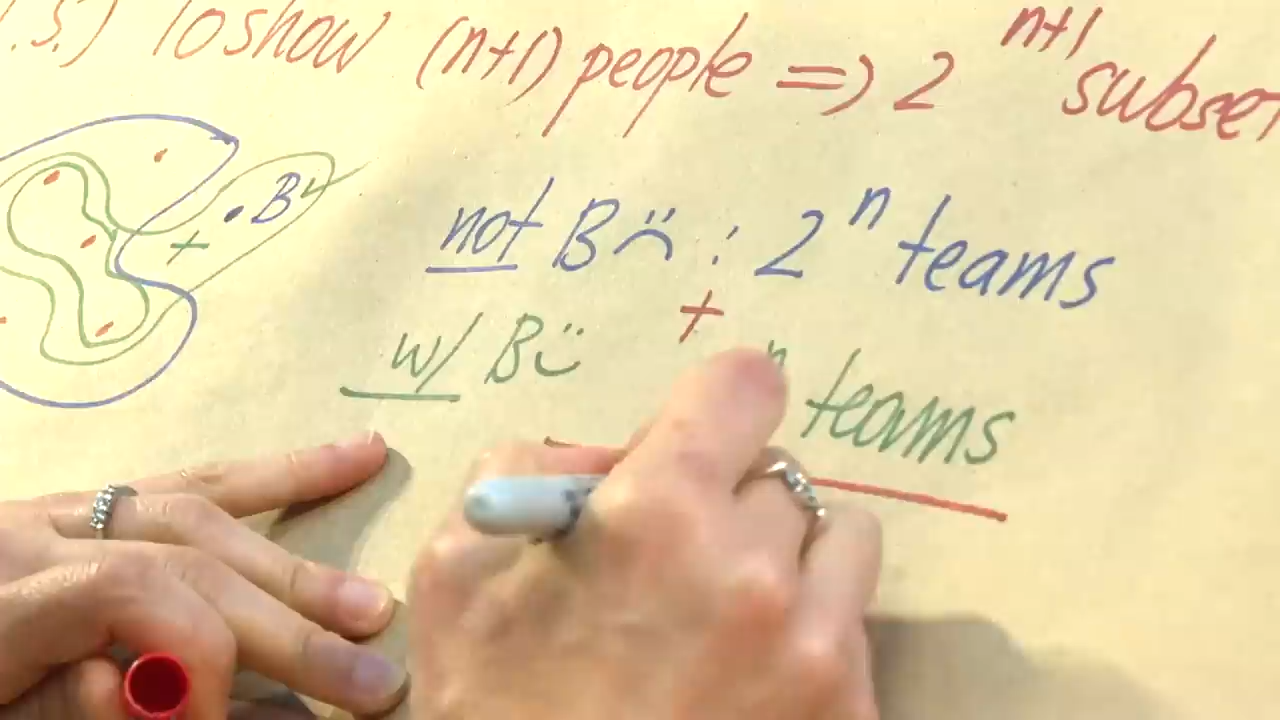 I.S.) To show (n+1) people => 2^{n+1} subset
B
not B ☹ : 2^n teams
+
+
w/ B ☺ n teams